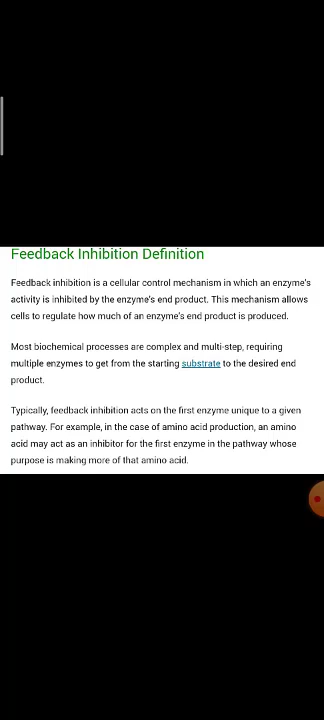 Feedback Inhibition Definition
Feedback inhibition is a cellular control mechanism in which an enzyme's
activity is inhibited by the enzyme's end product. This mechanism allows
cells to regulate how much of an enzyme's end product is produced.
Most biochemical processes are complex and multi-step, requiring
multiple enzymes to get from the starting substrate to the desired end
product.
Typically, feedback inhibition acts on the first enzyme unique to a given
pathway. For example, in the case of amino acid production, an amino
acid may act as an inhibitor for the first enzyme in the pathway whose
purpose is making more of that amino acid.